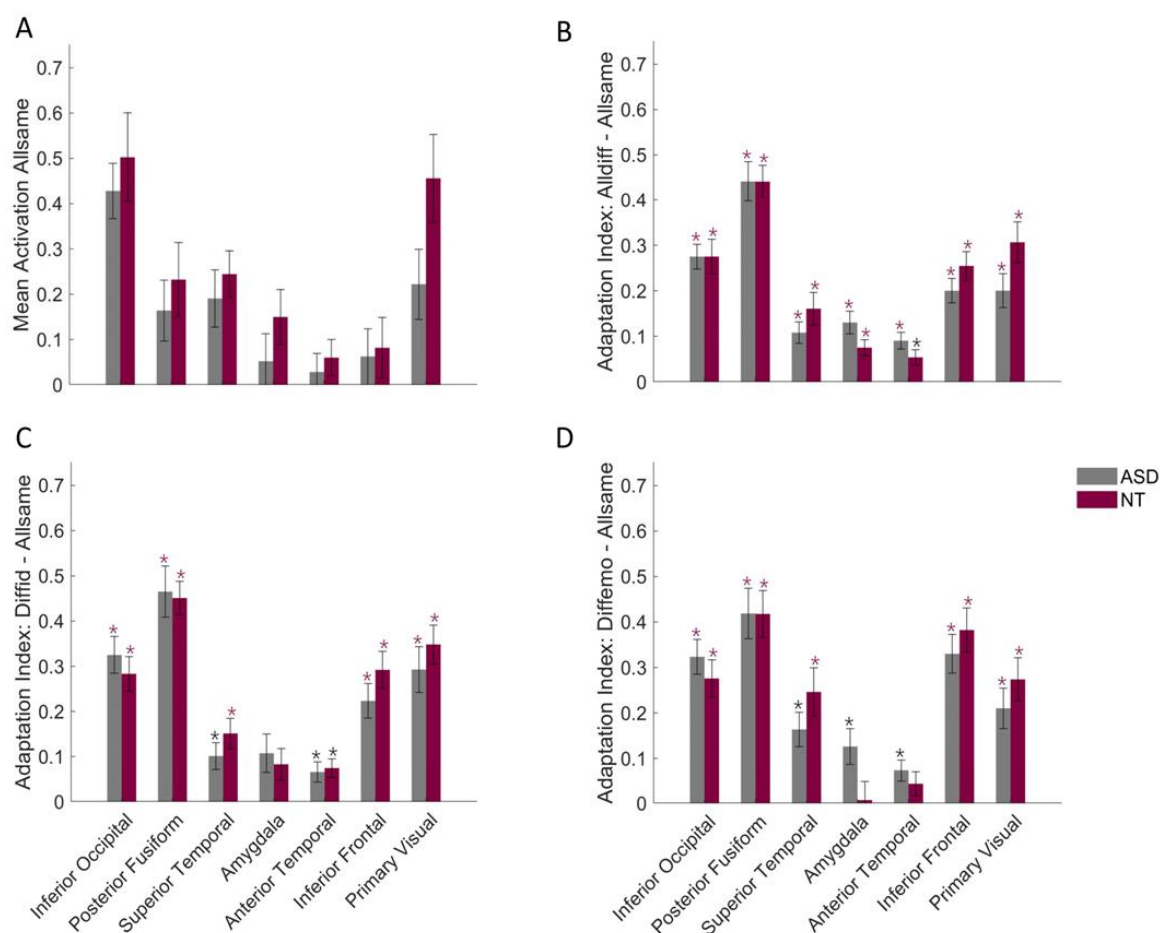 A
Mean Activation Allsame
0.7
0.6
0.5
0.4
0.3
0.2
0.1
0
B
Adaptation Index: Alldiff - Allsame
0.7
0.6
0.5
0.4
0.3
0.2
0.1
0
* * * * * * * * * * * * * *
C
Adaptation Index: Diffid - Allsame
0.7
0.6
0.5
0.4
0.3
0.2
0.1
0
* * * * * * * * * * * *
Inferior Occipital
Posterior Fusiform
Superior Temporal
Amygdala
Anterior Temporal
Inferior Frontal
Primary Visual
D
Adaptation Index: Diffemo - Allsame
0.7
0.6
0.5
0.4
0.3
0.2
0.1
0
* * * * * * * * * * * *
Inferior Occipital
Posterior Fusiform
Superior Temporal
Amygdala
Anterior Temporal
Inferior Frontal
Primary Visual
ASD
NT